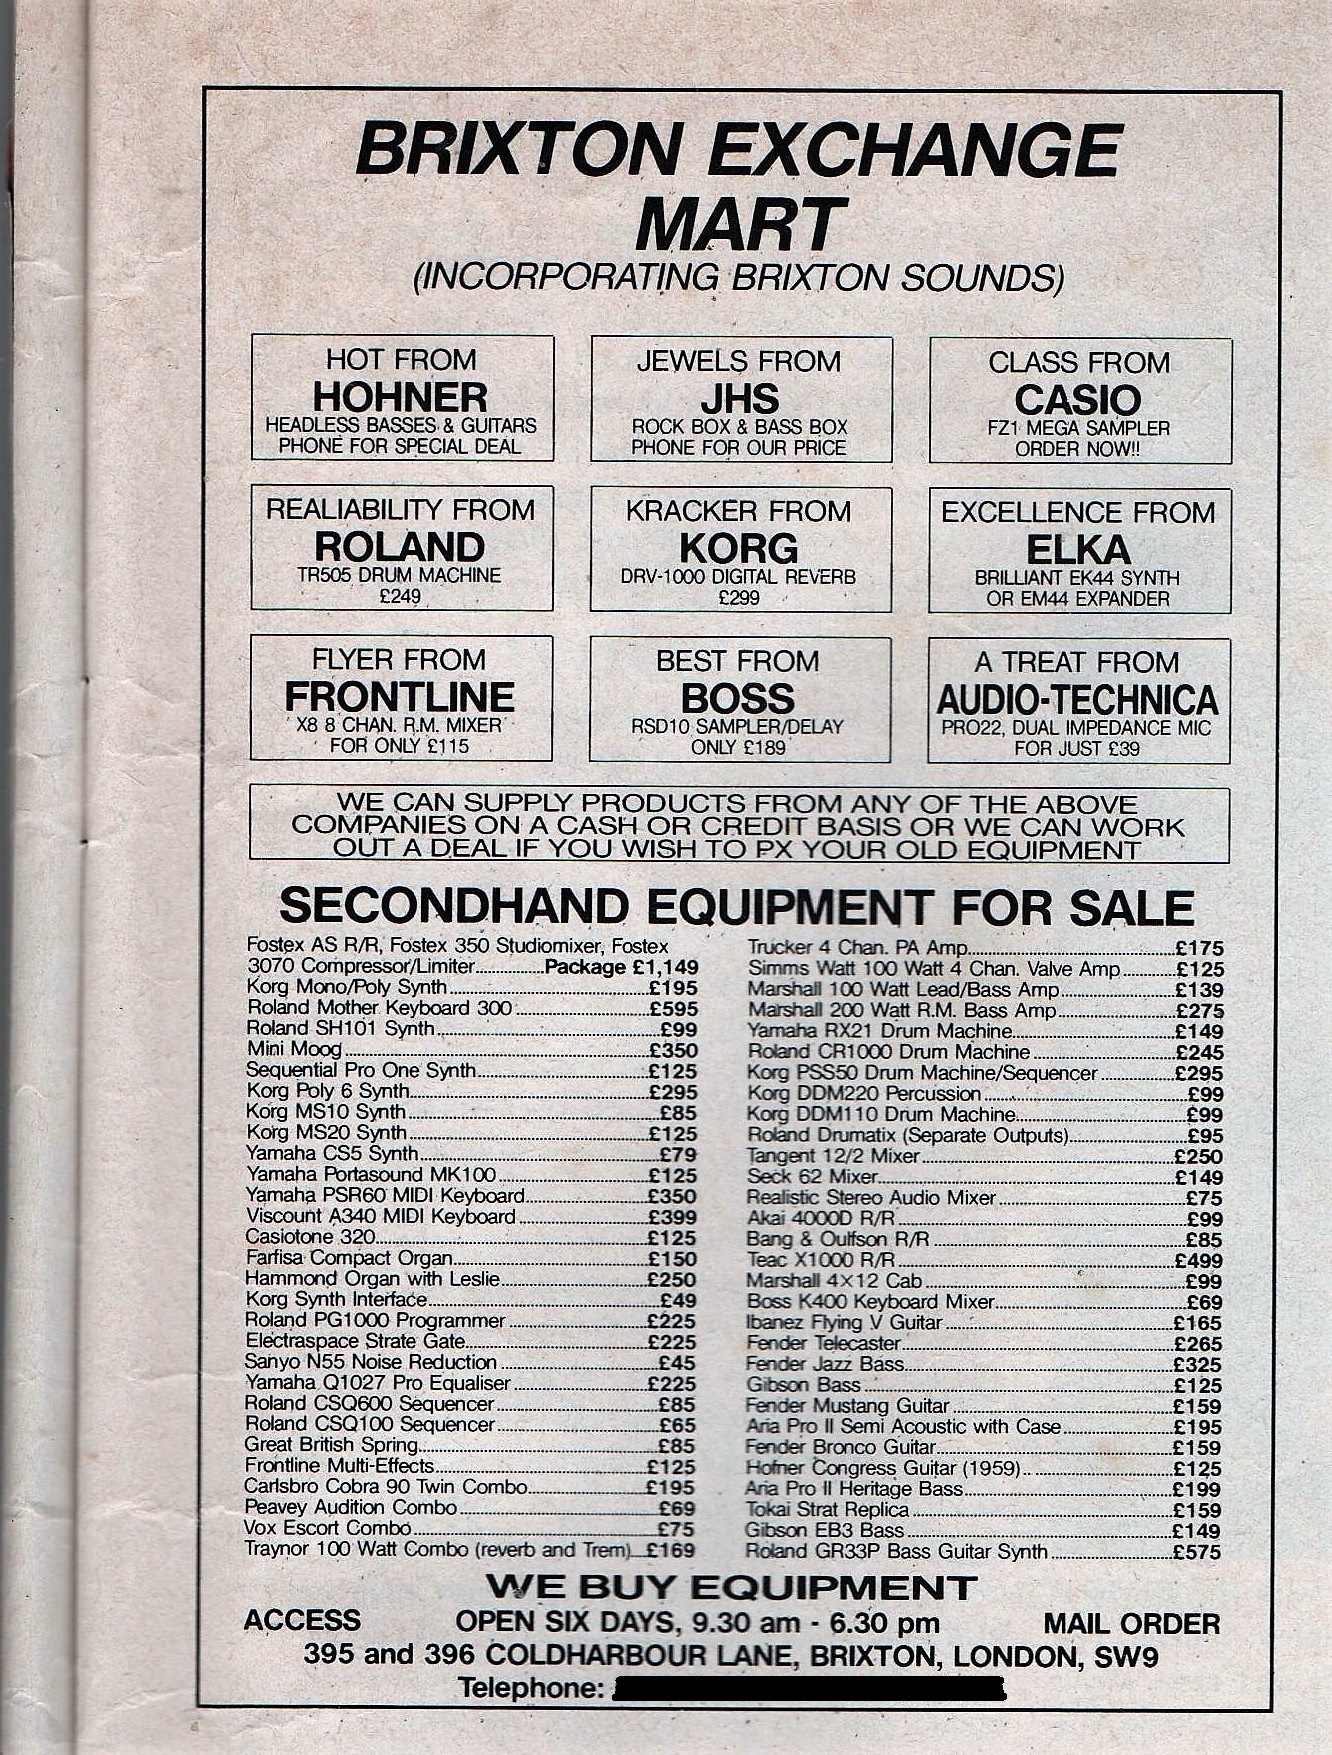 BRIXTON EXCHANGE
MART
(INCORPORATING BRIXTON SOUNDS)
HOT FROM
HOHNER
HEADLESS BASSES & GUITARS
PHONE FOR SPECIAL DEAL
JEWELS FROM
JHS
ROCK BOX & BASS BOX
PHONE FOR OUR PRICE
CLASS FROM
CASIO
FZ1 MEGA SAMPLER
ORDER NOW!!
REALIABILITY FROM
ROLAND
TR505 DRUM MACHINE
£249
KRACKER FROM
KORG
DRV-1000 DIGITAL REVERB
£299
EXCELLENCE FROM
ELKA
BRILLIANT EK44 SYNTH
OR EM44 EXPANDER
FLYER FROM
FRONTLINE
X8 8 CHAN. R.M. MIXER
FOR ONLY £115
BEST FROM
BOSS
RSD10 SAMPLER/DELAY
ONLY £189
A TREAT FROM
AUDIO-TECHNICA
PRO22, DUAL IMPEDANCE MIC
FOR JUST £39
WE CAN SUPPLY PRODUCTS FROM ANY OF THE ABOVE
COMPANIES ON A CASH OR CREDIT BASIS OR WE CAN WORK
OUT A DEAL IF YOU WISH TO PX YOUR OLD EQUIPMENT
SECONDHAND EQUIPMENT FOR SALE
Fostex AS R/R, Fostex 350 Studiomixer, Fostex
3070 Compressor/Limiter............Package £1,149
Korg Mono/Poly Synth............£195
Roland Mother Keyboard 300............£595
Roland SH101 Synth............£99
Mini Moog............£350
Sequential Pro One Synth............£125
Korg Poly 6 Synth............£295
Korg MS10 Synth............£85
Korg MS20 Synth............£125
Yamaha CS5 Synth............£79
Yamaha Portasound MK100............£125
Yamaha PSR60 MIDI Keyboard............£350
Viscount A340 MIDI Keyboard............£399
Casiotone 320............£125
Farfisa Compact Organ............£150
Hammond Organ with Leslie............£250
Korg Synth Interface............£49
Roland PG1000 Programmer............£225
Electraspace Strate Gate............£225
Sanyo N55 Noise Reduction............£45
Yamaha Q1027 Pro Equaliser............£225
Roland CSQ600 Sequencer............£85
Roland CSQ100 Sequencer............£65
Great British Spring............£85
Frontline Multi-Effects............£125
Carlsbro Cobra 90 Twin Combo............£195
Peavey Audition Combo............£69
Vox Escort Combo............£75
Traynor 100 Watt Combo (reverb and Trem)...£169
Trucker 4 Chan. PA Amp............£175
Simms Watt 100 Watt 4 Chan. Valve Amp............£125
Marshall 100 Watt Lead/Bass Amp............£139
Marshall 200 Watt R.M. Bass Amp............£275
Yamaha RX21 Drum Machine............£149
Roland CR1000 Drum Machine............£245
Korg PSS50 Drum Machine/Sequencer............£295
Korg DDM220 Percussion............£99
Korg DDM110 Drum Machine............£99
Roland Drumatix (Separate Outputs)............£95
Tangent 12/2 Mixer............£250
Seck 62 Mixer............£149
Realistic Stereo Audio Mixer............£75
Akai 4000D R/R............£99
Bang & Oulfson R/R............£85
Teac X1000 R/R............£499
Marshall 4×12 Cab............£99
Boss K400 Keyboard Mixer............£69
Ibanez Flying V Guitar............£165
Fender Telecaster............£265
Fender Jazz Bass............£325
Gibson Bass............£125
Fender Mustang Guitar............£159
Aria Pro II Semi Acoustic with Case............£195
Fender Bronco Guitar............£159
Hofner Congress Guitar (1959)............£125
Aria Pro II Heritage Bass............£199
Tokai Strat Replica............£159
Gibson EB3 Bass............£149
Roland GR33P Bass Guitar Synth............£575
WE BUY EQUIPMENT
ACCESS OPEN SIX DAYS, 9.30 am - 6.30 pm MAIL ORDER
395 and 396 COLDHARBOUR LANE, BRIXTON, LONDON, SW9
Telephone: